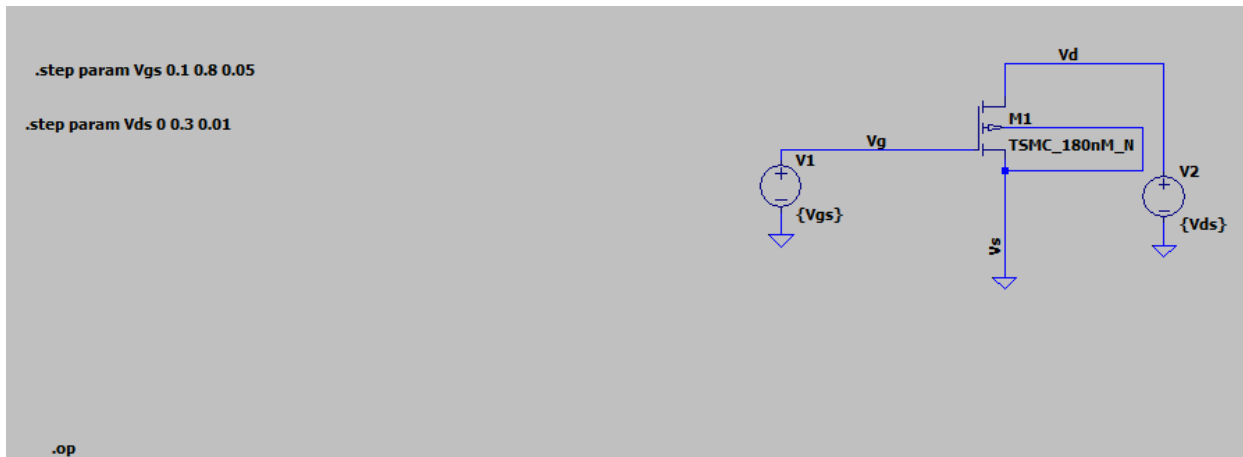 .step param Vgs 0.1 0.8 0.05
.step param Vds 0 0.3 0.01
Vd
M1
TSMC_180nM_N
Vg
V1
{Vgs}
V2
{Vds}
Vs
.op